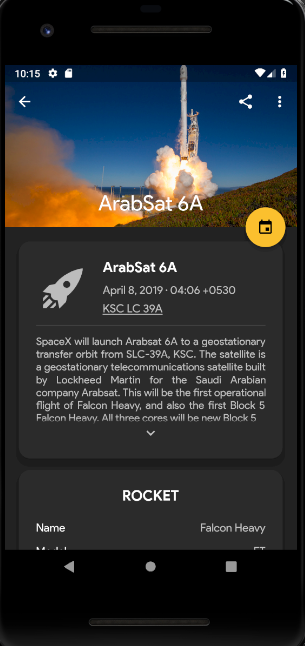 10:15
ArabSat 6A
ArabSat 6A
April 8, 2019 · 04:06 +0530
KSC LC 39A
SpaceX will launch Arabsat 6A to a geostationary
transfer orbit from SLC-39A, KSC. The satellite is
a geostationary telecommunications satellite built
by Lockheed Martin for the Saudi Arabian
company Arabsat. This will be the first operational
flight of Falcon Heavy, and also the first Block 5
Falcon Heavy. All three cores will be new Block 5
ROCKET
Name Falcon Heavy
Model FT